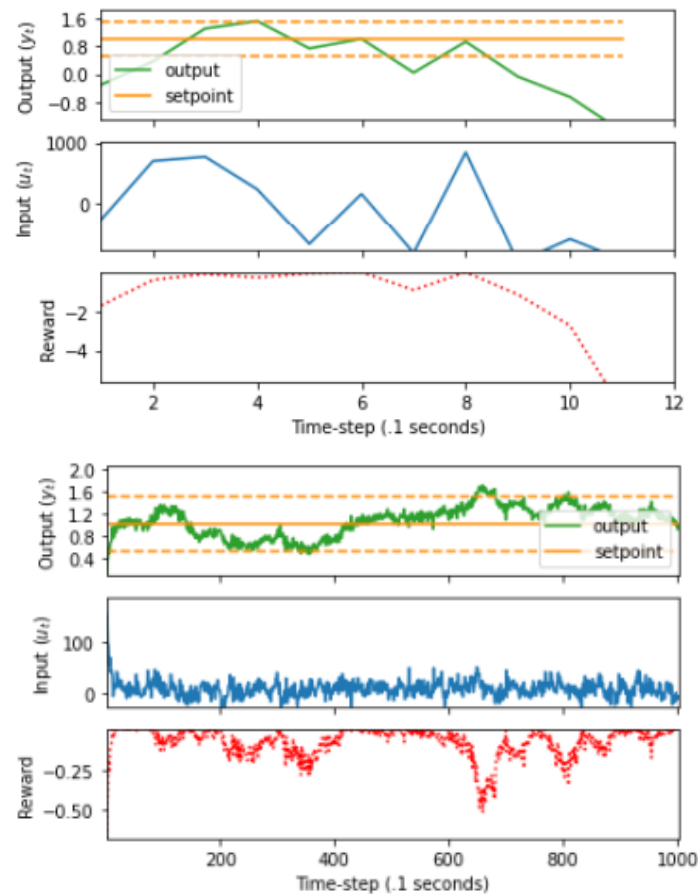 Output (yₜ)
1.6
0.8
0.0
−0.8
output
setpoint
Input (uₜ)
1000
0
Reward
−2
−4
2 4 6 8 10 12
Time-step (.1 seconds)
Output (yₜ)
2.0
1.6
1.2
0.8
0.4
output
setpoint
Input (uₜ)
100
0
Reward
−0.25
−0.50
200 400 600 800 1000
Time-step (.1 seconds)